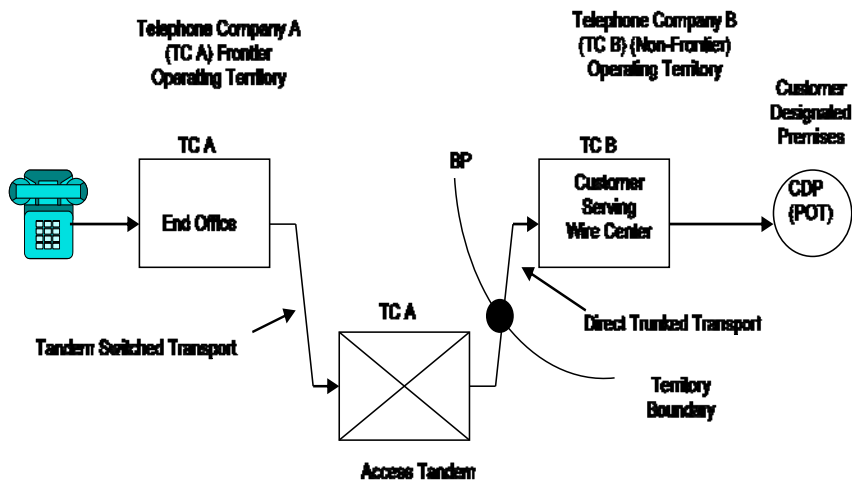 Telephone Company A
(TC A) Frontier
Operating Territory
Telephone Company B
(TC B) (Non-Frontier)
Operating Territory
Customer
Designated
Premises
TC A
BP
TC B
End Office
Customer
Serving
Wire Center
CDP
(POT)
TC A
Tandem Switched Transport
Direct Trunked Transport
Territory
Boundary
Access Tandem